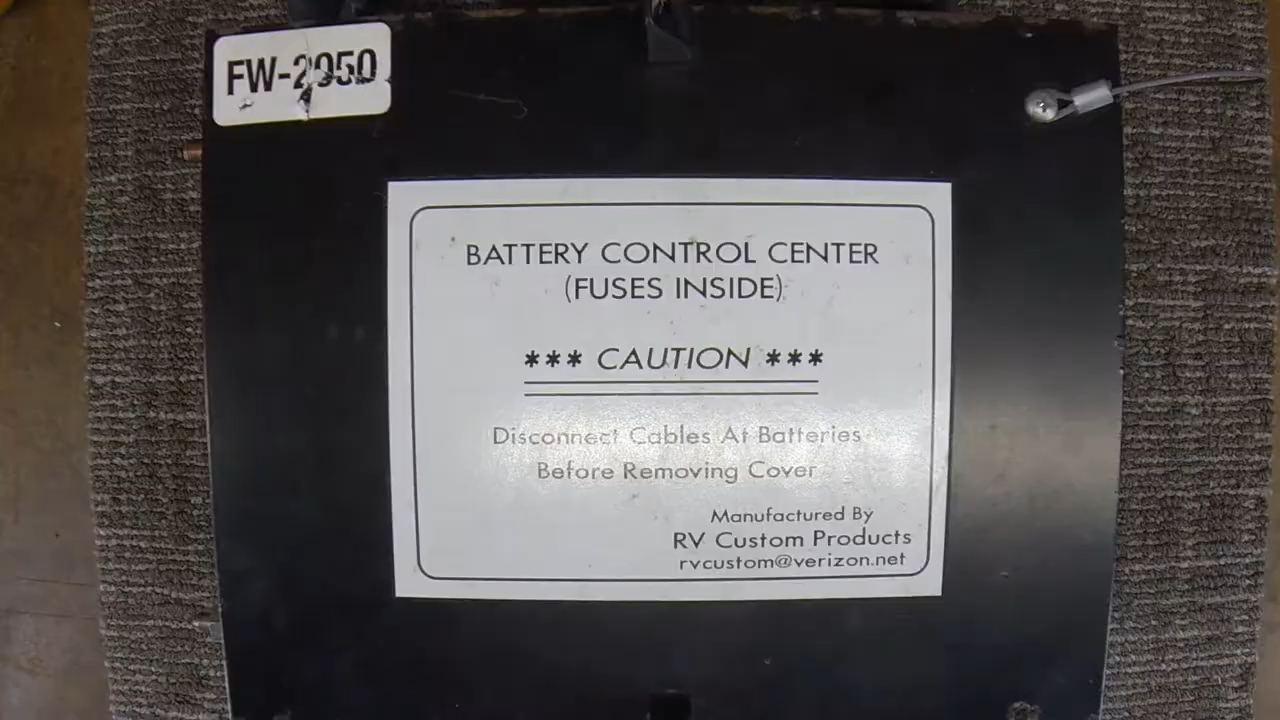 FW-2950
BATTERY CONTROL CENTER
(FUSES INSIDE)
*** CAUTION ***
Disconnect Cables At Batteries
Before Removing Cover
Manufactured By
RV Custom Products
rvcustom@verizon.net